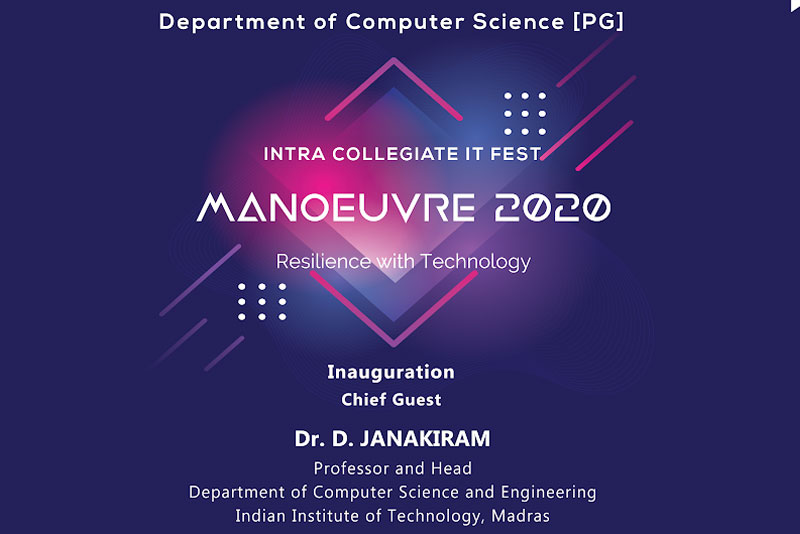 Department of Computer Science [PG]
INTRA COLLEGIATE IT FEST
MANOEUVRE 2020
Resilience with Technology
Inauguration
Chief Guest
Dr. D. JANAKIRAM
Professor and Head
Department of Computer Science and Engineering
Indian Institute of Technology, Madras